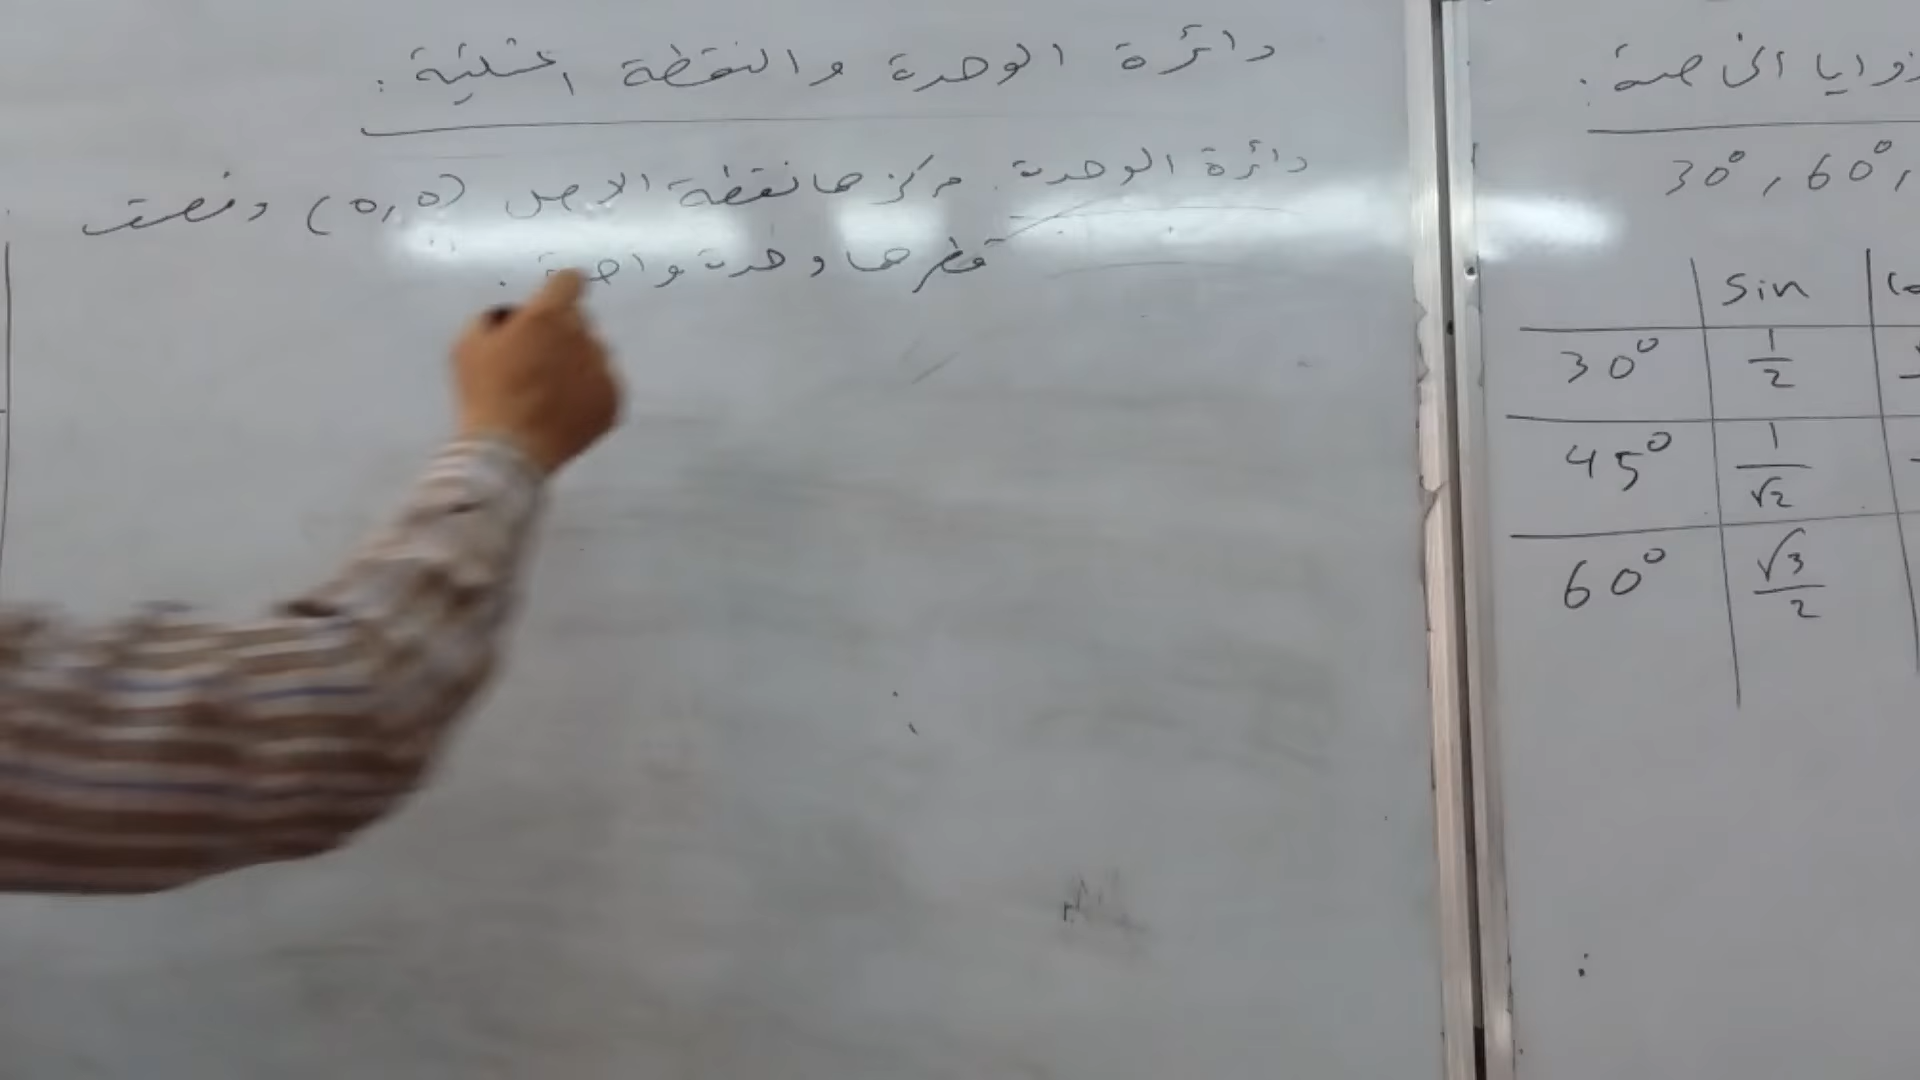 دائرة الوحدة والنقطة المثلثية :
دائرة الوحدة مركزها نقطة الاصل (0,0) ونصف
قطرها وحدة واحدة .
زوايا الخاصة :
30° , 60° ,
sin
30° 1/2
45° 1/√2
60° √3/2